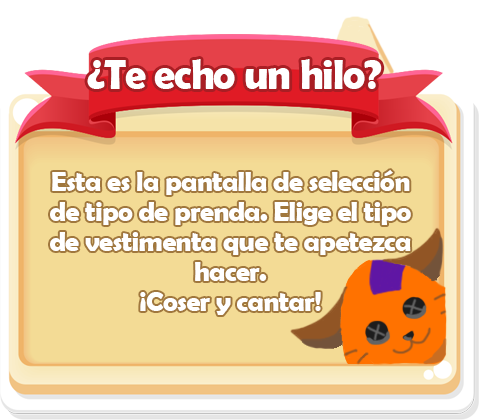 ¿Te echo un hilo?
Esta es la pantalla de selección
de tipo de prenda. Elige el tipo
de vestimenta que te apetezca
hacer.
¡Coser y cantar!